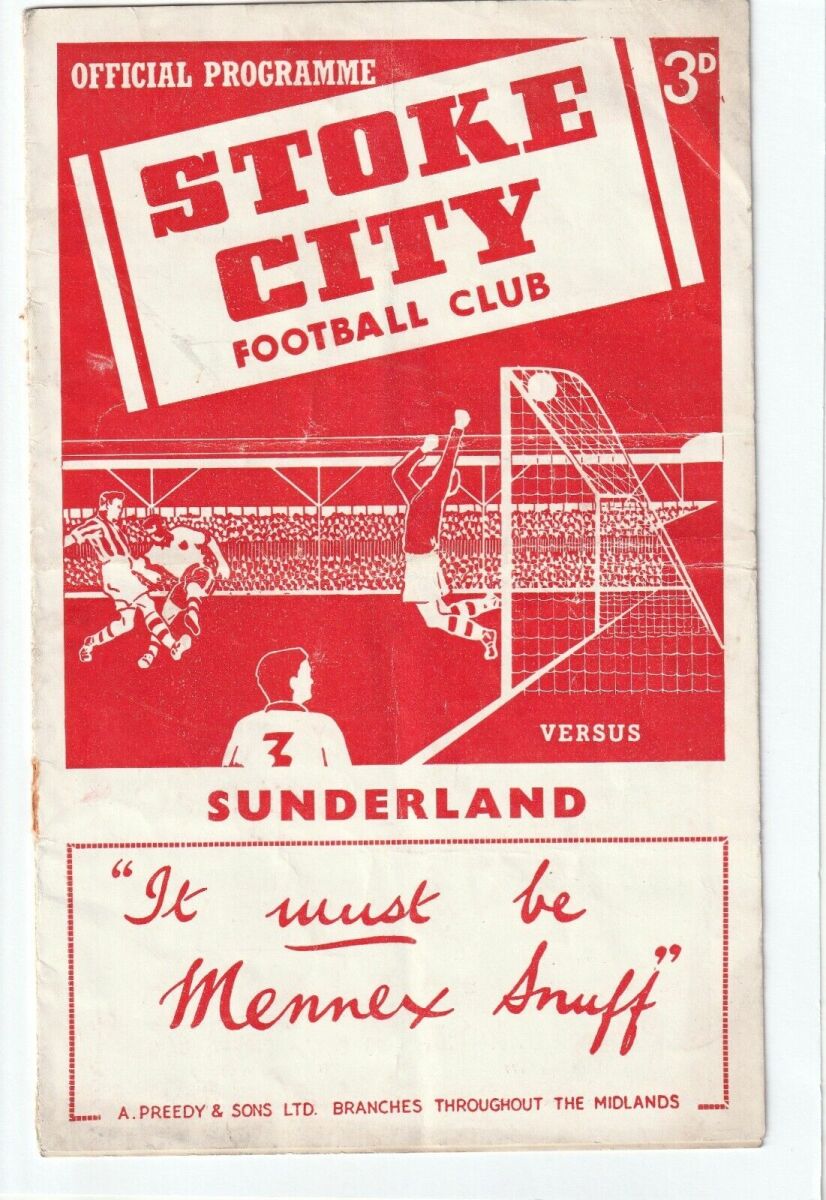 OFFICIAL PROGRAMME
3D
STOKE
CITY
FOOTBALL CLUB
3
VERSUS
SUNDERLAND
"It must be
Mennex Snuff"
A. PREEDY & SONS LTD. BRANCHES THROUGHOUT THE MIDLANDS